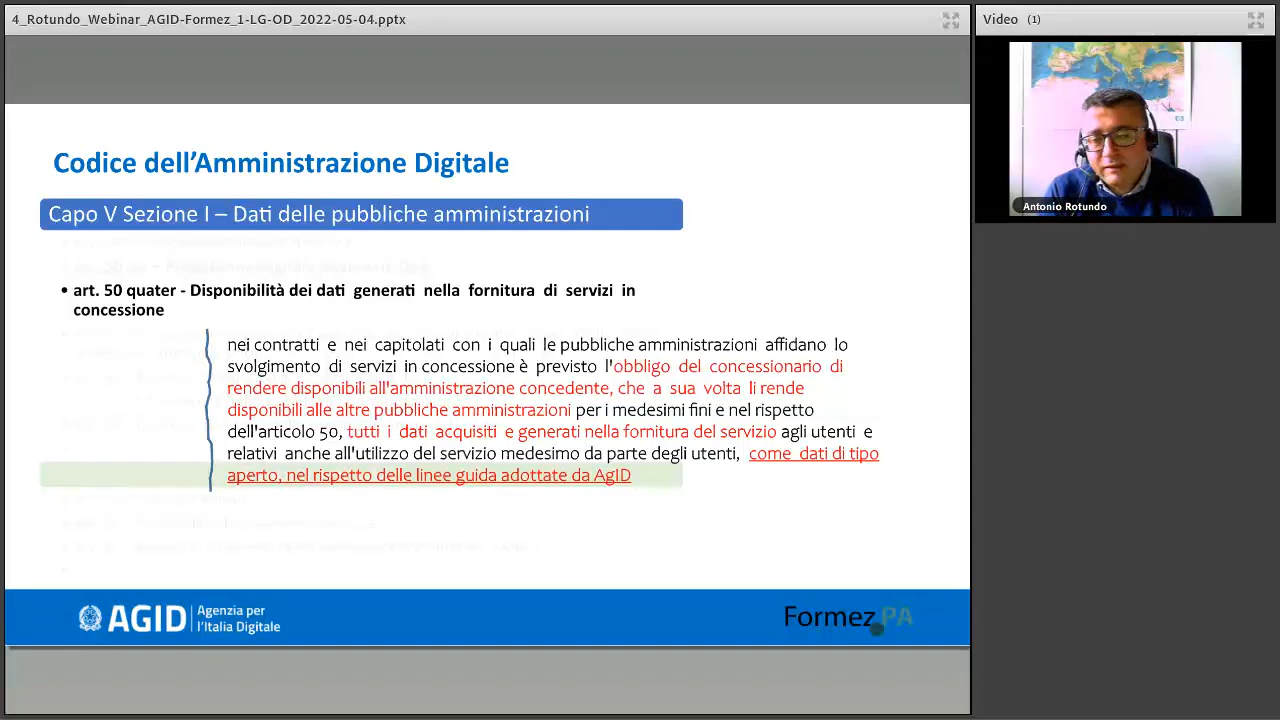 4_Rotundo_Webinar_AGID-Formez_1-LG-OD_2022-05-04.pptx
Video (1)
Antonio Rotundo
Codice dell'Amministrazione Digitale
Capo V Sezione I – Dati delle pubbliche amministrazioni
• art. 50 quater - Disponibilità dei dati generati nella fornitura di servizi in
concessione
nei contratti e nei capitolati con i quali le pubbliche amministrazioni affidano lo
svolgimento di servizi in concessione è previsto l'obbligo del concessionario di
rendere disponibili all'amministrazione concedente, che a sua volta li rende
disponibili alle altre pubbliche amministrazioni per i medesimi fini e nel rispetto
dell'articolo 50, tutti i dati acquisiti e generati nella fornitura del servizio agli utenti e
relativi anche all'utilizzo del servizio medesimo da parte degli utenti, come dati di tipo
aperto, nel rispetto delle linee guida adottate da AgID
AGID
Agenzia per
l'Italia Digitale
Formez PA